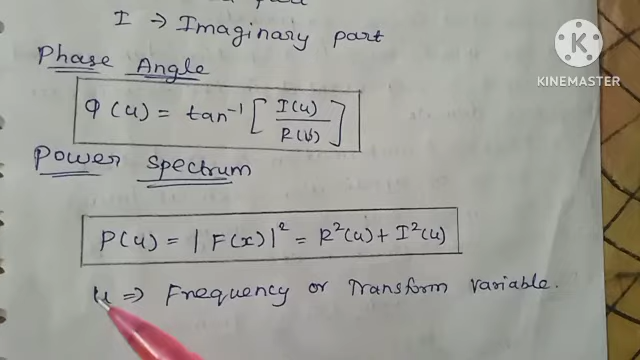 I → Imaginary part
Phase Angle
φ(u) = tan⁻¹ [ I(u) / R(u) ]
Power Spectrum
P(u) = |F(x)|² = R²(u) + I²(u)
u ⇒ Frequency or Transform Variable.
K
KINEMASTER